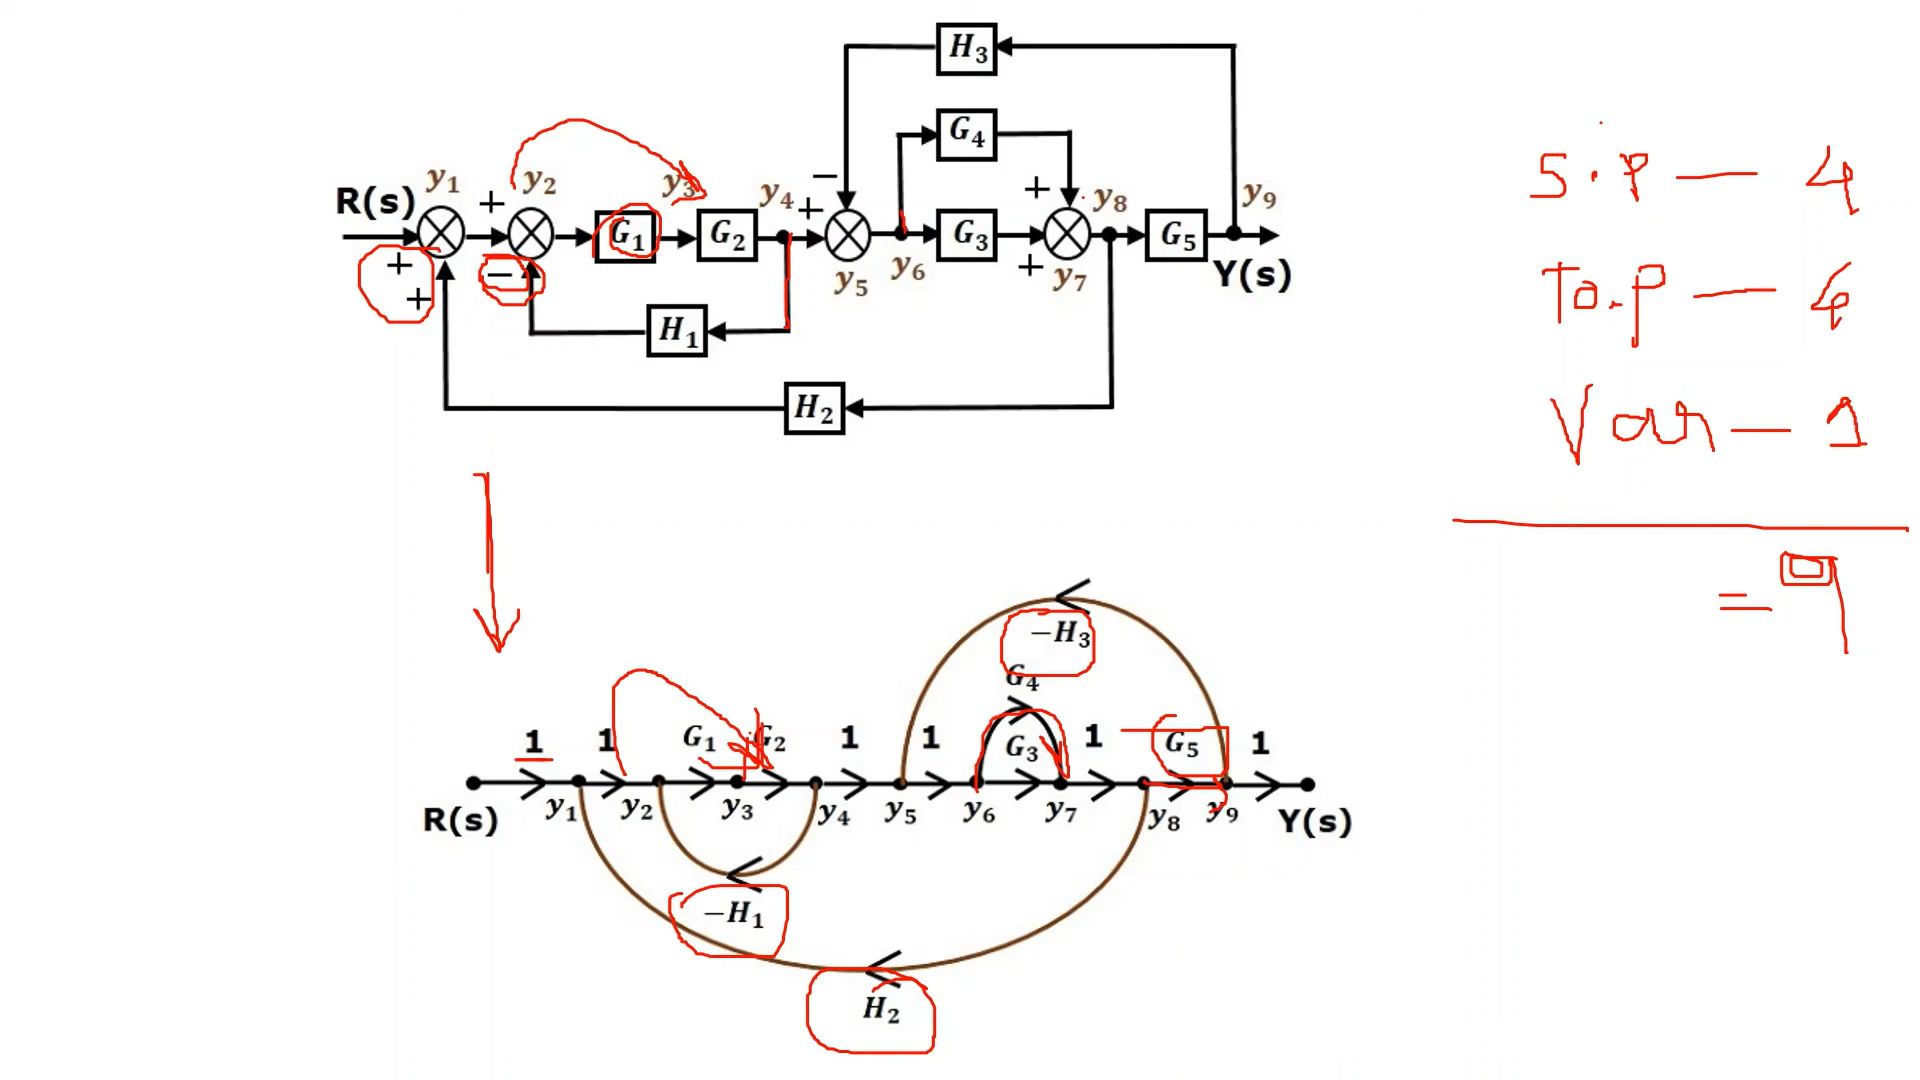 H₃
G₄
R(s) y₁ + y₂ y₃ y₄ + − + y₈ y₉
G₁ G₂ G₃ G₅
+ + − y₅ y₆ + y₇ Y(s)
H₁
H₂
S.P — 4
Ta.P — 4
Var — 1
= 9
−H₃
G₄
1 1 G₁ G₂ 1 1 G₃ 1 G₅ 1
R(s) y₁ y₂ y₃ y₄ y₅ y₆ y₇ y₈ y₉ Y(s)
−H₁
H₂